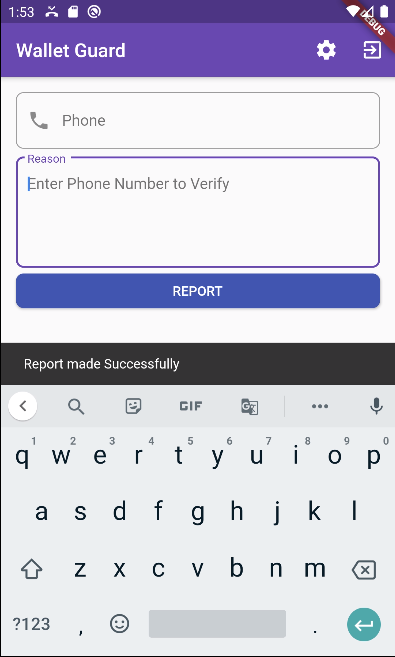 1:53
DEBUG
Wallet Guard
Phone
Reason
Enter Phone Number to Verify
REPORT
Report made Successfully
GIF
1 2 3 4 5 6 7 8 9 0
q w e r t y u i o p
a s d f g h j k l
z x c v b n m
?123 , .